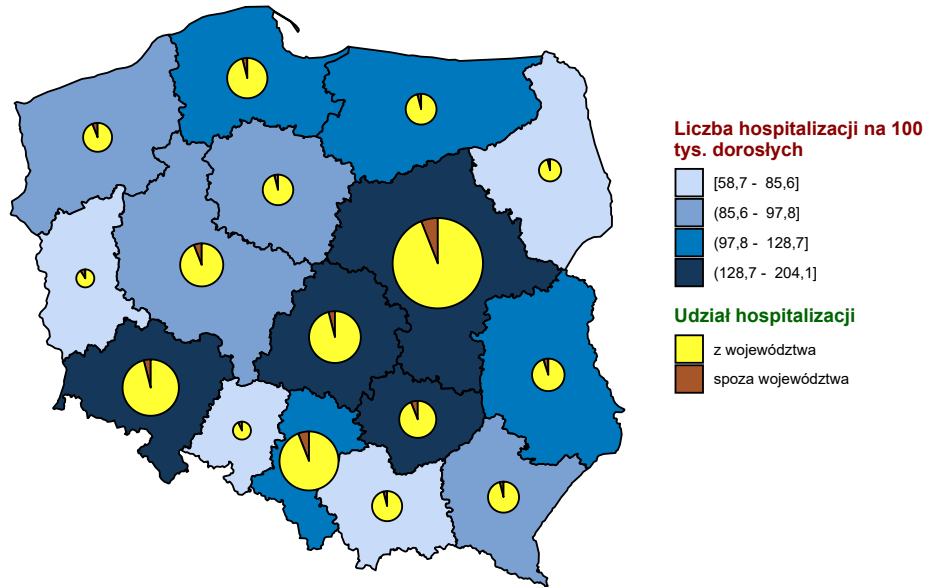 Liczba hospitalizacji na 100
tys. dorosłych
[58,7 - 85,6]
(85,6 - 97,8]
(97,8 - 128,7]
(128,7 - 204,1]
Udział hospitalizacji
z województwa
spoza województwa